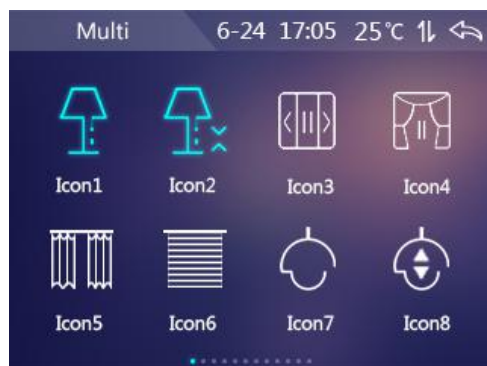 Multi 6-24 17:05 25℃
Icon1 Icon2 Icon3 Icon4
Icon5 Icon6 Icon7 Icon8